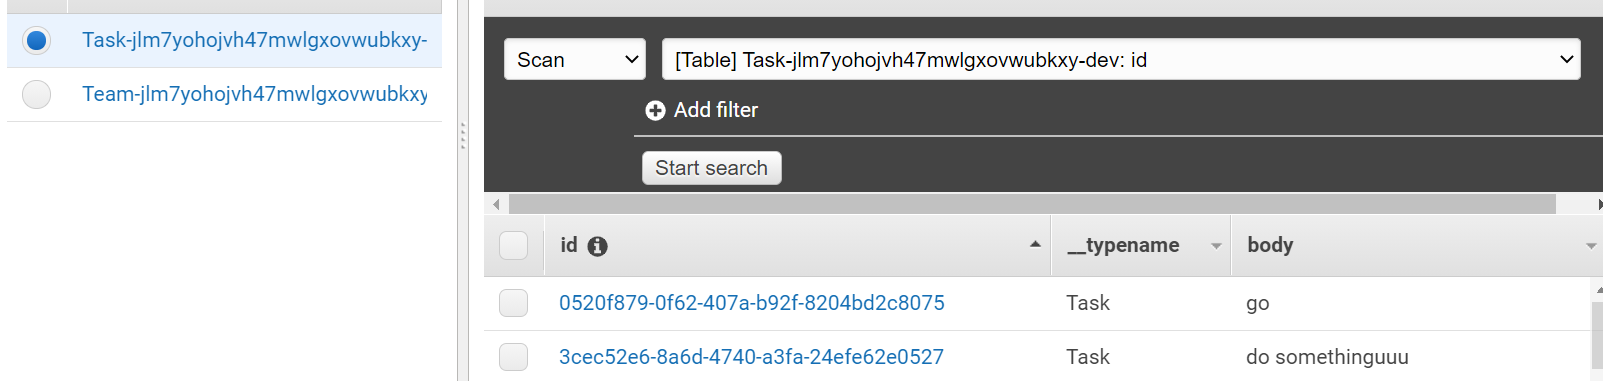 Task-jlm7yohojvh47mwlgxovwubkxy-
Team-jlm7yohojvh47mwlgxovwubkxy
Scan [Table] Task-jlm7yohojvh47mwlgxovwubkxy-dev: id
Add filter
Start search
id __typename body
0520f879-0f62-407a-b92f-8204bd2c8075 Task go
3cec52e6-8a6d-4740-a3fa-24efe62e0527 Task do somethinguuu